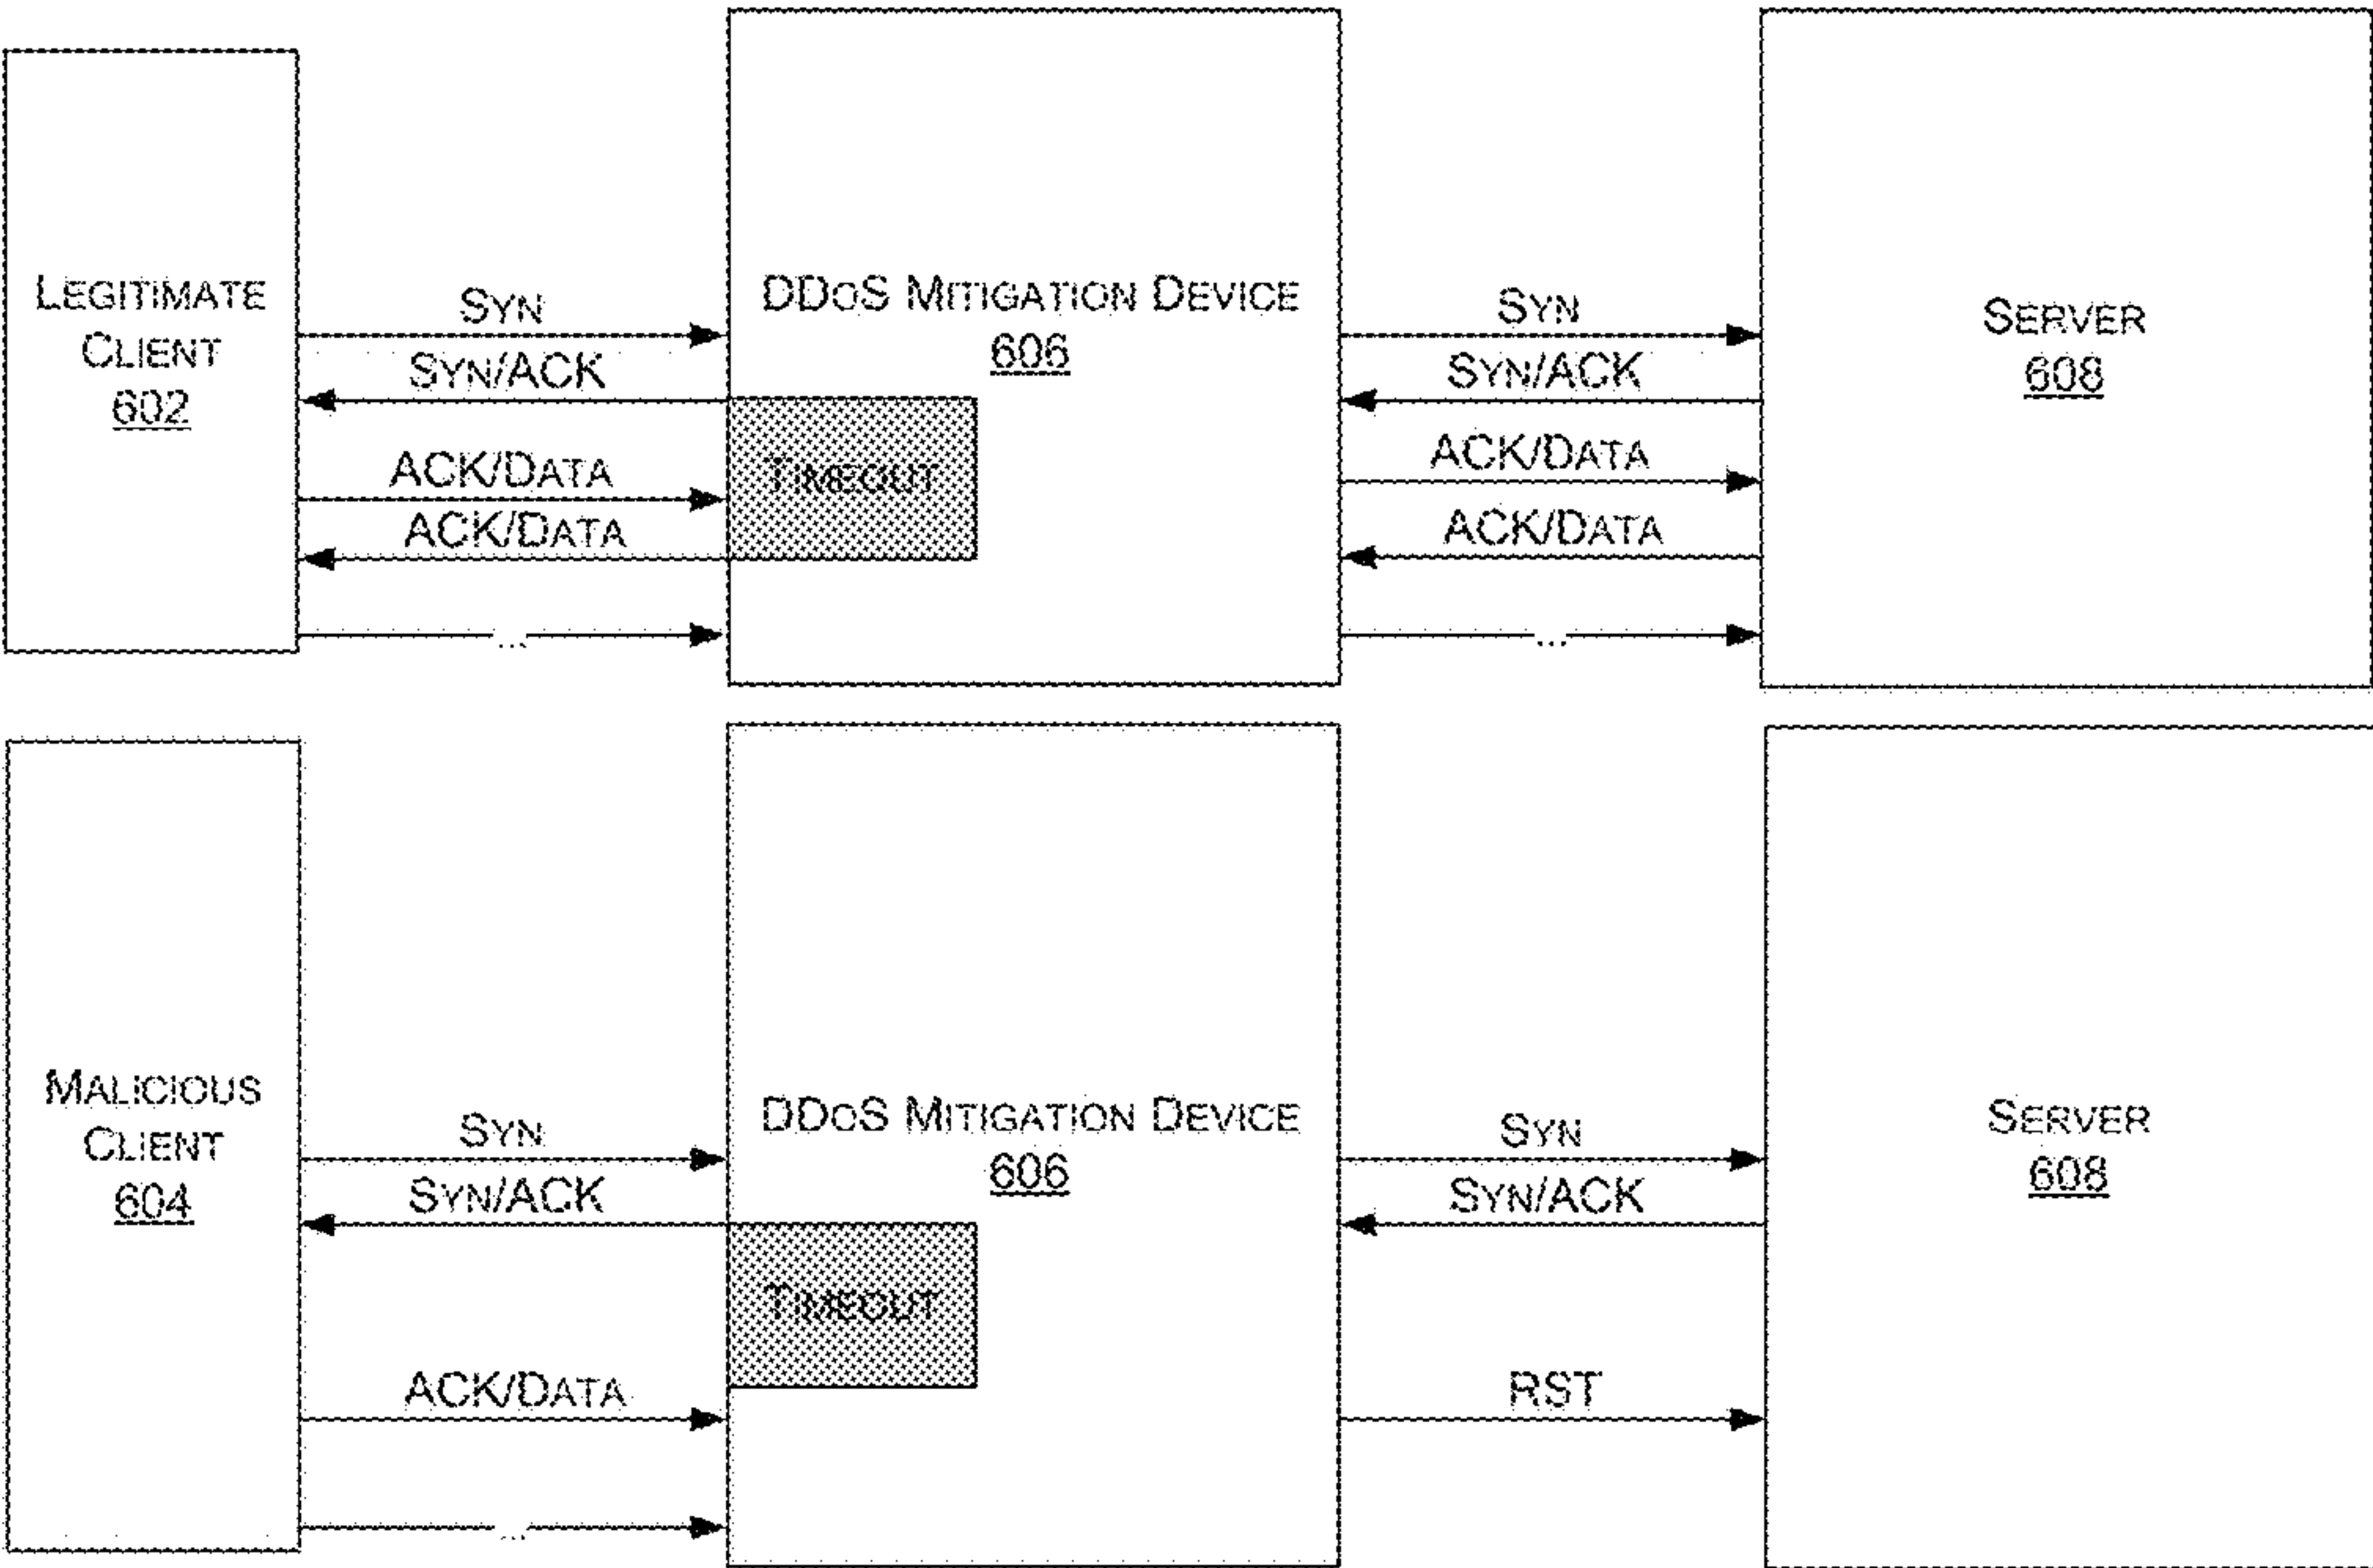 LEGITIMATE
CLIENT
602
SYN
SYN/ACK
ACK/DATA
ACK/DATA
...
DDOS MITIGATION DEVICE
606
TIMEOUT
SYN
SYN/ACK
ACK/DATA
ACK/DATA
...
SERVER
608
MALICIOUS
CLIENT
604
SYN
SYN/ACK
ACK/DATA
...
DDOS MITIGATION DEVICE
606
TIMEOUT
SYN
SYN/ACK
RST
SERVER
608